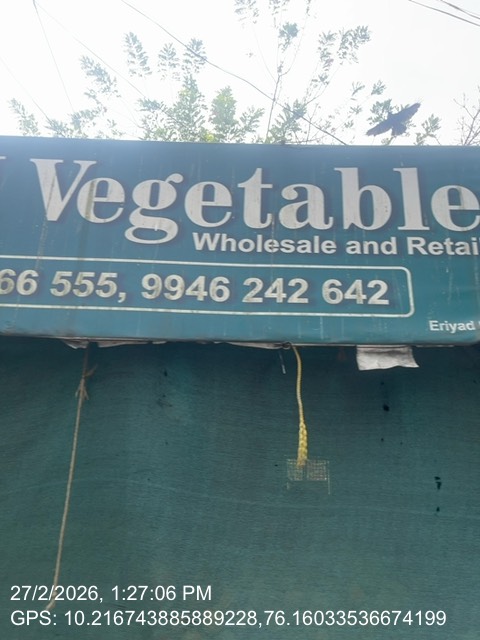 Vegetable
Wholesale and Retai
66 555, 9946 242 642
Eriyad
27/2/2026, 1:27:06 PM
GPS: 10.216743885889228,76.16033536674199